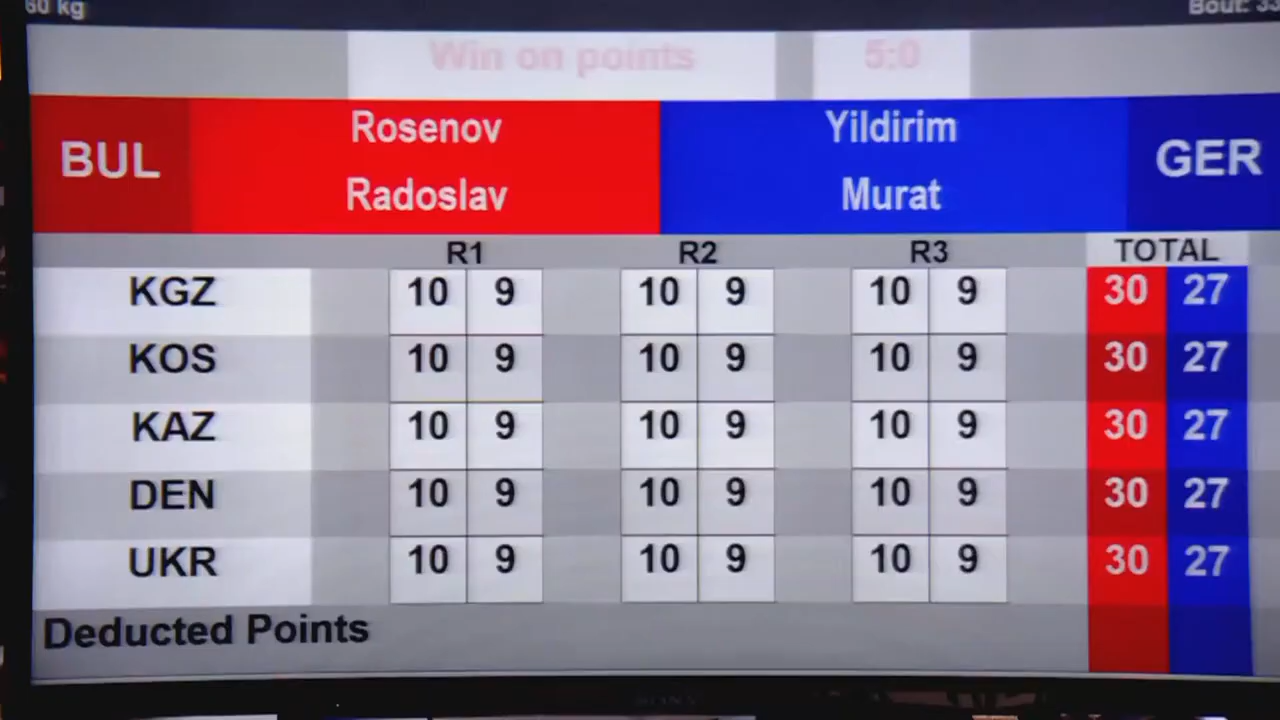 60 kg Bout: 33
Win on points 5:0
BUL Rosenov Radoslav Yildirim Murat GER
R1 R2 R3 TOTAL
KGZ 10 9 10 9 10 9 30 27
KOS 10 9 10 9 10 9 30 27
KAZ 10 9 10 9 10 9 30 27
DEN 10 9 10 9 10 9 30 27
UKR 10 9 10 9 10 9 30 27
Deducted Points
SONY